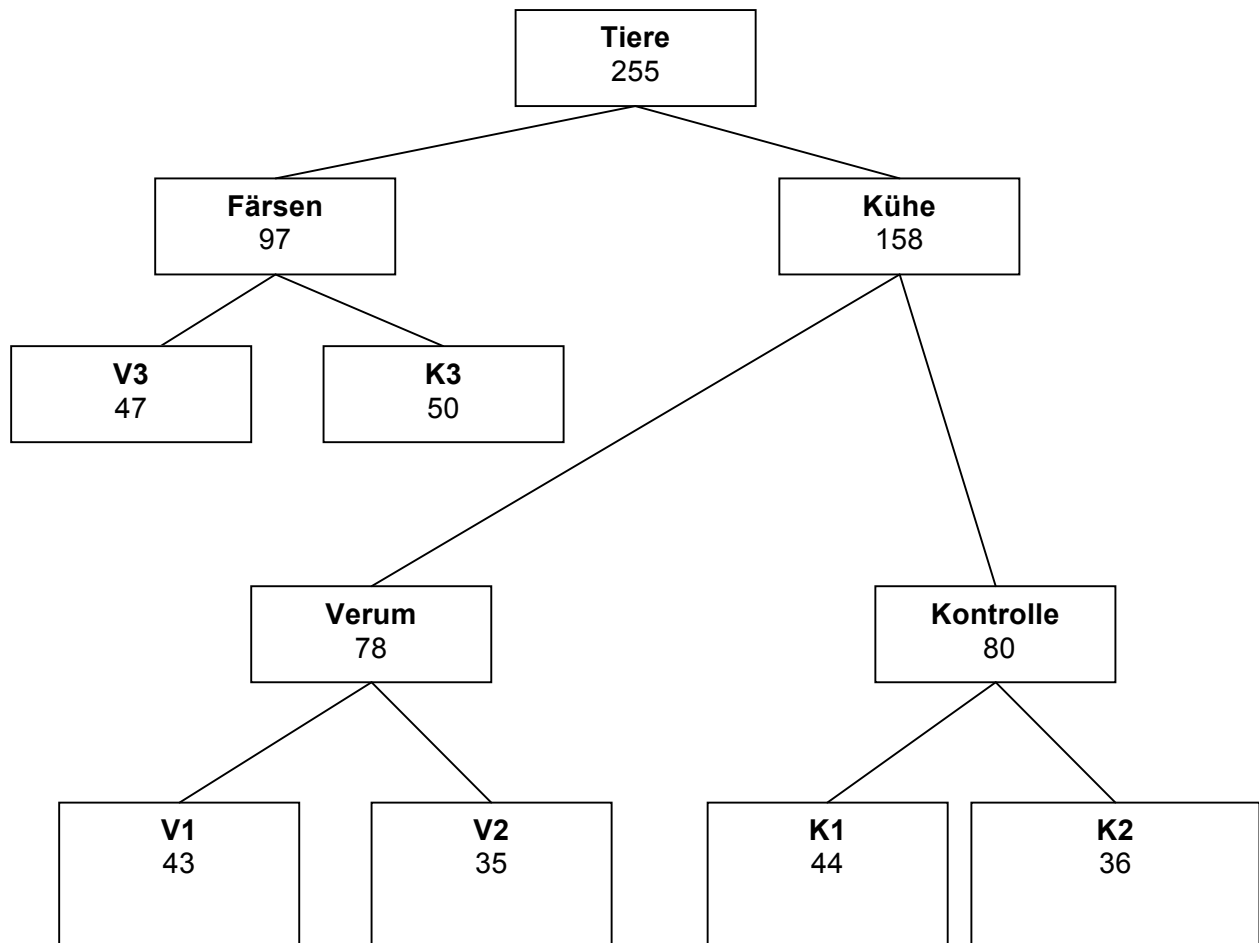 Tiere
255
Färsen
97
Kühe
158
V3
47
K3
50
Verum
78
Kontrolle
80
V1
43
V2
35
K1
44
K2
36